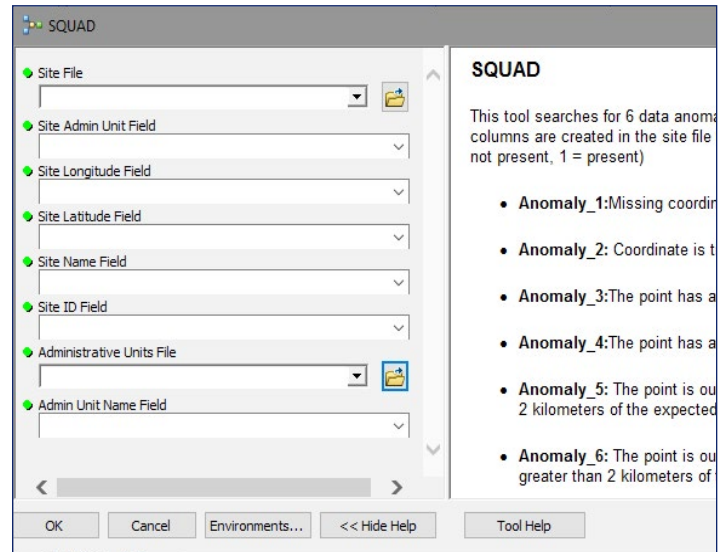 SQUAD
Site File
Site Admin Unit Field
Site Longitude Field
Site Latitude Field
Site Name Field
Site ID Field
Administrative Units File
Admin Unit Name Field
SQUAD
This tool searches for 6 data
columns are created in the site file
not present, 1 = present)
• Anomaly_1:Missing
• Anomaly_2: Coordinate is
• Anomaly_3:The point has a
• Anomaly_4:The point has a
• Anomaly_5: The point is
2 kilometers of the expected
• Anomaly_6: The point is
greater than 2 kilometers of
OK
Cancel
Environments...
<< Hide Help
Tool Help